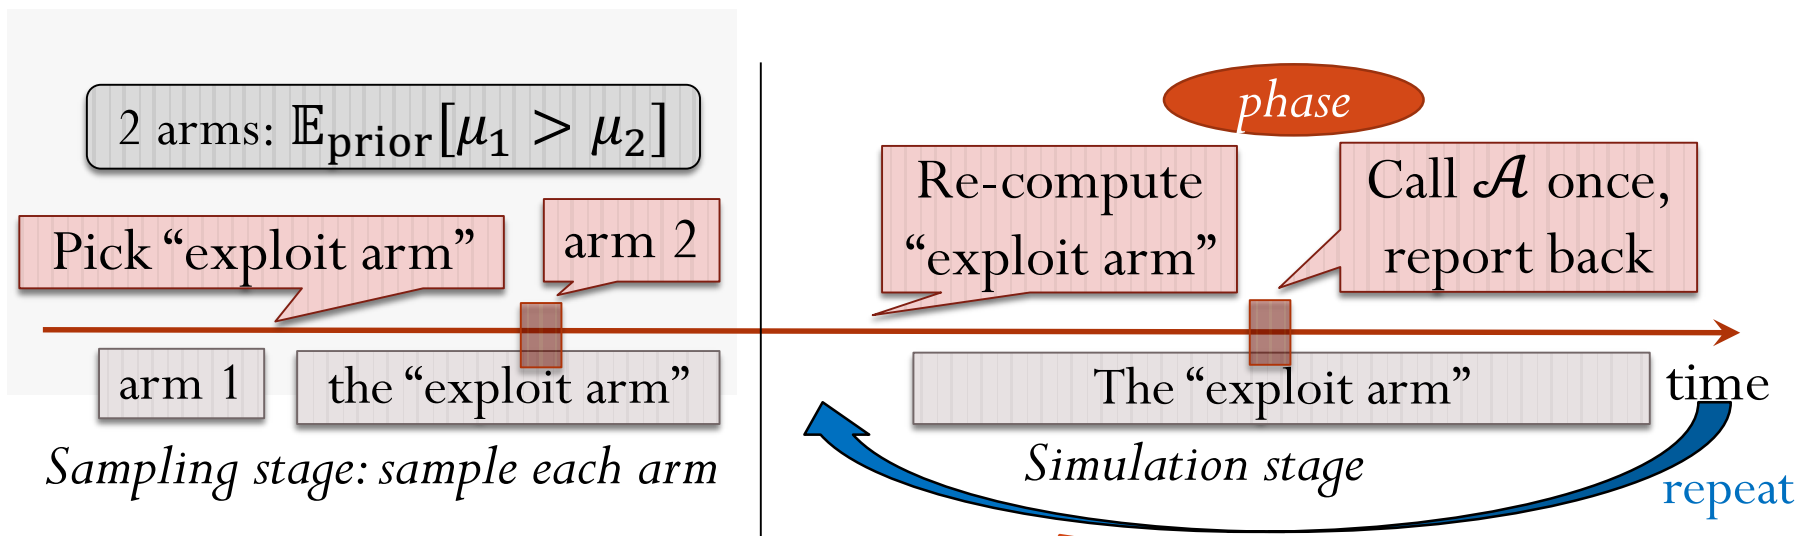 2 arms: 𝔼prior[μ1 > μ2]
Pick “exploit arm”
arm 2
arm 1
the “exploit arm”
Sampling stage: sample each arm
phase
Re-compute
“exploit arm”
Call 𝒜 once,
report back
The “exploit arm”
time
Simulation stage
repeat